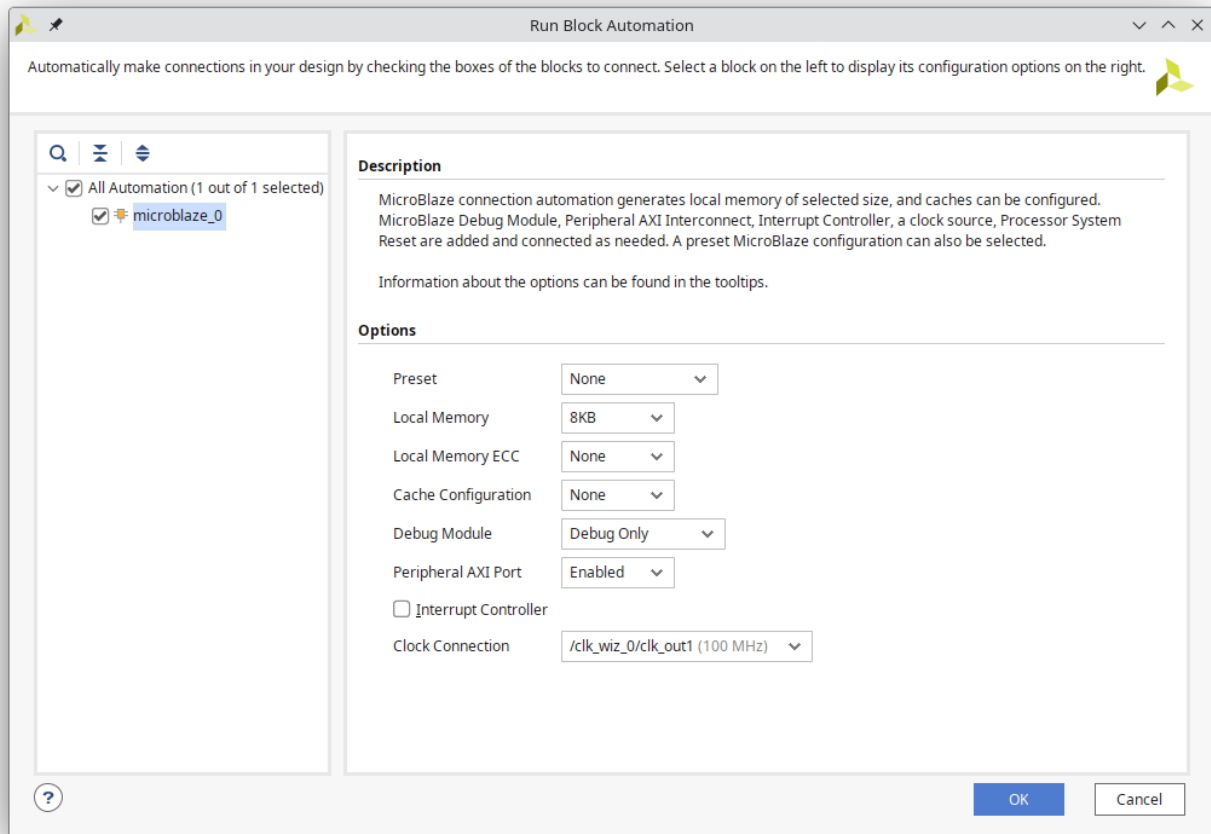 Run Block Automation
Automatically make connections in your design by checking the boxes of the blocks to connect. Select a block on the left to display its configuration options on the right.
All Automation (1 out of 1 selected)
microblaze_0
Description
MicroBlaze connection automation generates local memory of selected size, and caches can be configured.
MicroBlaze Debug Module, Peripheral AXI Interconnect, Interrupt Controller, a clock source, Processor System
Reset are added and connected as needed. A preset MicroBlaze configuration can also be selected.
Information about the options can be found in the tooltips.
Options
Preset None
Local Memory 8KB
Local Memory ECC None
Cache Configuration None
Debug Module Debug Only
Peripheral AXI Port Enabled
Interrupt Controller
Clock Connection /clk_wiz_0/clk_out1 (100 MHz)
? OK Cancel